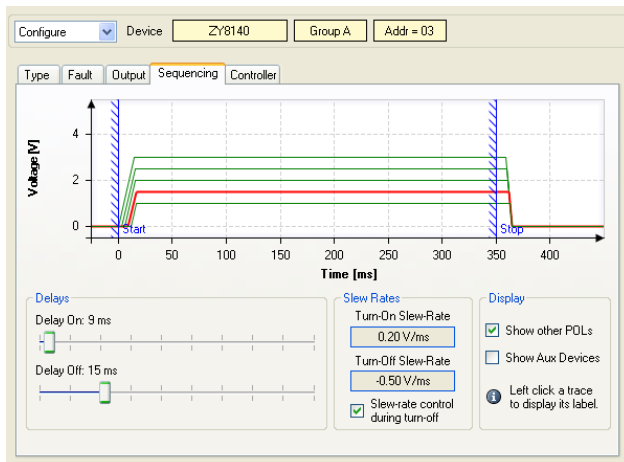 Configure Device ZY8140 Group A Addr = 03
Type Fault Output Sequencing Controller
4
2
0
Voltage [V]
Start
Stop
0 50 100 150 200 250 300 350 400
Time [ms]
Delays
Delay On: 9 ms
Delay Off: 15 ms
Slew Rates
Turn-On Slew-Rate
0.20 V/ms
Turn-Off Slew-Rate
-0.50 V/ms
Slew-rate control
during turn-off
Display
Show other POLs
Show Aux Devices
Left click a trace
to display its label.